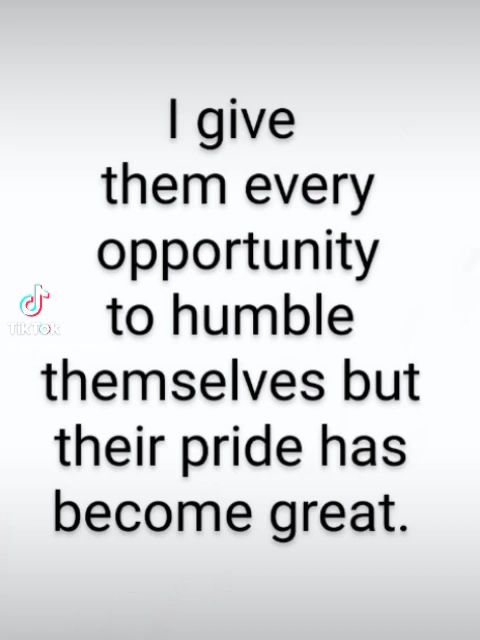 I give
them every
opportunity
to humble
themselves but
their pride has
become great.
TikTok